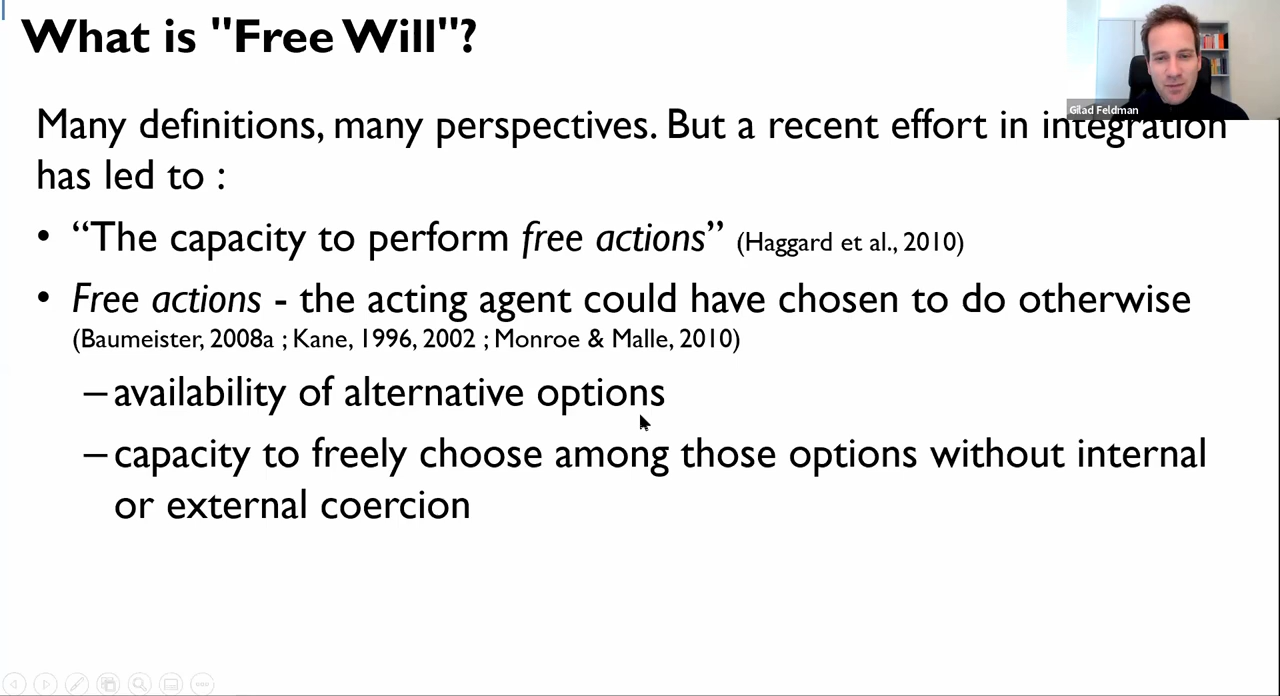 What is "Free Will"?
Gilad Feldman
Many definitions, many perspectives. But a recent effort in integration
has led to :
• “The capacity to perform free actions” (Haggard et al., 2010)
• Free actions - the acting agent could have chosen to do otherwise
(Baumeister, 2008a ; Kane, 1996, 2002 ; Monroe & Malle, 2010)
– availability of alternative options
– capacity to freely choose among those options without internal
or external coercion